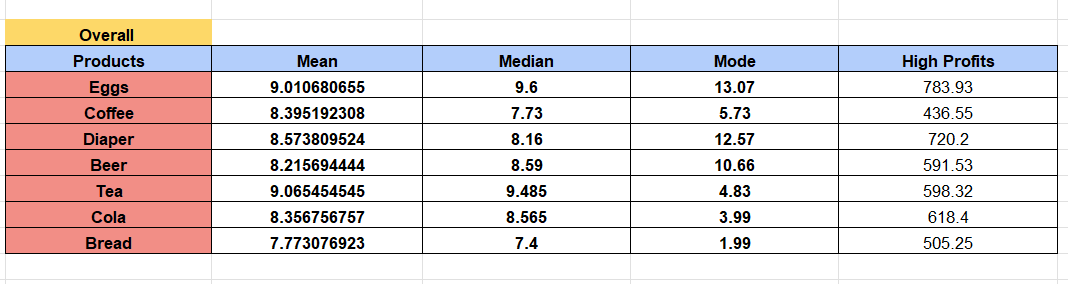 Overall
Products Mean Median Mode High Profits
Eggs 9.010680655 9.6 13.07 783.93
Coffee 8.395192308 7.73 5.73 436.55
Diaper 8.573809524 8.16 12.57 720.2
Beer 8.215694444 8.59 10.66 591.53
Tea 9.065454545 9.485 4.83 598.32
Cola 8.356756757 8.565 3.99 618.4
Bread 7.773076923 7.4 1.99 505.25